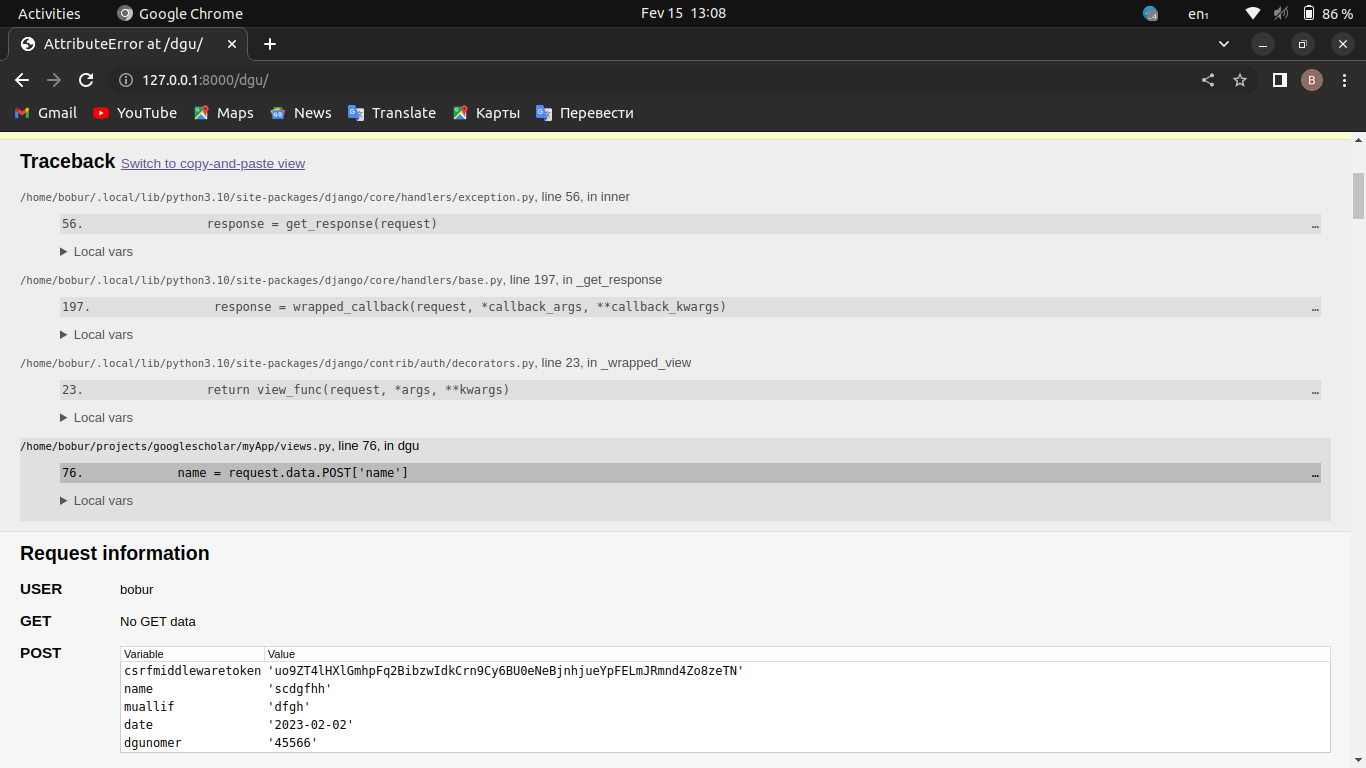 Activities
Google Chrome
Fev 15 13:08
en₁
86 %
AttributeError at /dgu/
127.0.0.1:8000/dgu/
B
Gmail
YouTube
Maps
News
Translate
Карты
Перевести
Traceback Switch to copy-and-paste view
/home/bobur/.local/lib/python3.10/site-packages/django/core/handlers/exception.py, line 56, in inner
56. response = get_response(request) …
Local vars
/home/bobur/.local/lib/python3.10/site-packages/django/core/handlers/base.py, line 197, in _get_response
197. response = wrapped_callback(request, *callback_args, **callback_kwargs) …
Local vars
/home/bobur/.local/lib/python3.10/site-packages/django/contrib/auth/decorators.py, line 23, in _wrapped_view
23. return view_func(request, *args, **kwargs) …
Local vars
/home/bobur/projects/googlescholar/myApp/views.py, line 76, in dgu
76. name = request.data.POST['name'] …
Local vars
Request information
USER bobur
GET No GET data
POST
Variable Value
csrfmiddlewaretoken 'uo9ZT4lHXlGmhpFq2BibzwIdkCrn9Cy6BU0eNeBjnhjueYpFELmJRmnd4Zo8zeTN'
name 'scdgfhh'
muallif 'dfgh'
date '2023-02-02'
dgunomer '45566'